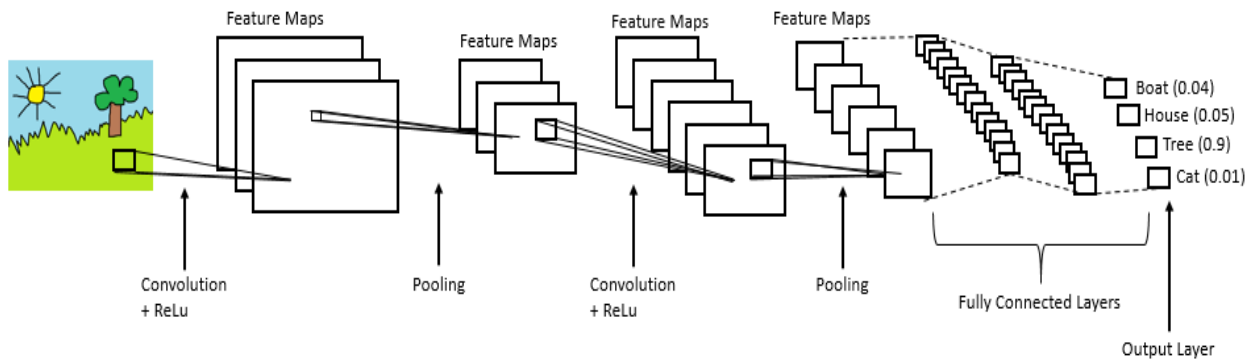 Feature Maps
Feature Maps
Feature Maps
Feature Maps
Boat (0.04)
House (0.05)
Tree (0.9)
Cat (0.01)
Convolution
+ ReLu
Pooling
Convolution
+ ReLu
Pooling
Fully Connected Layers
Output Layer